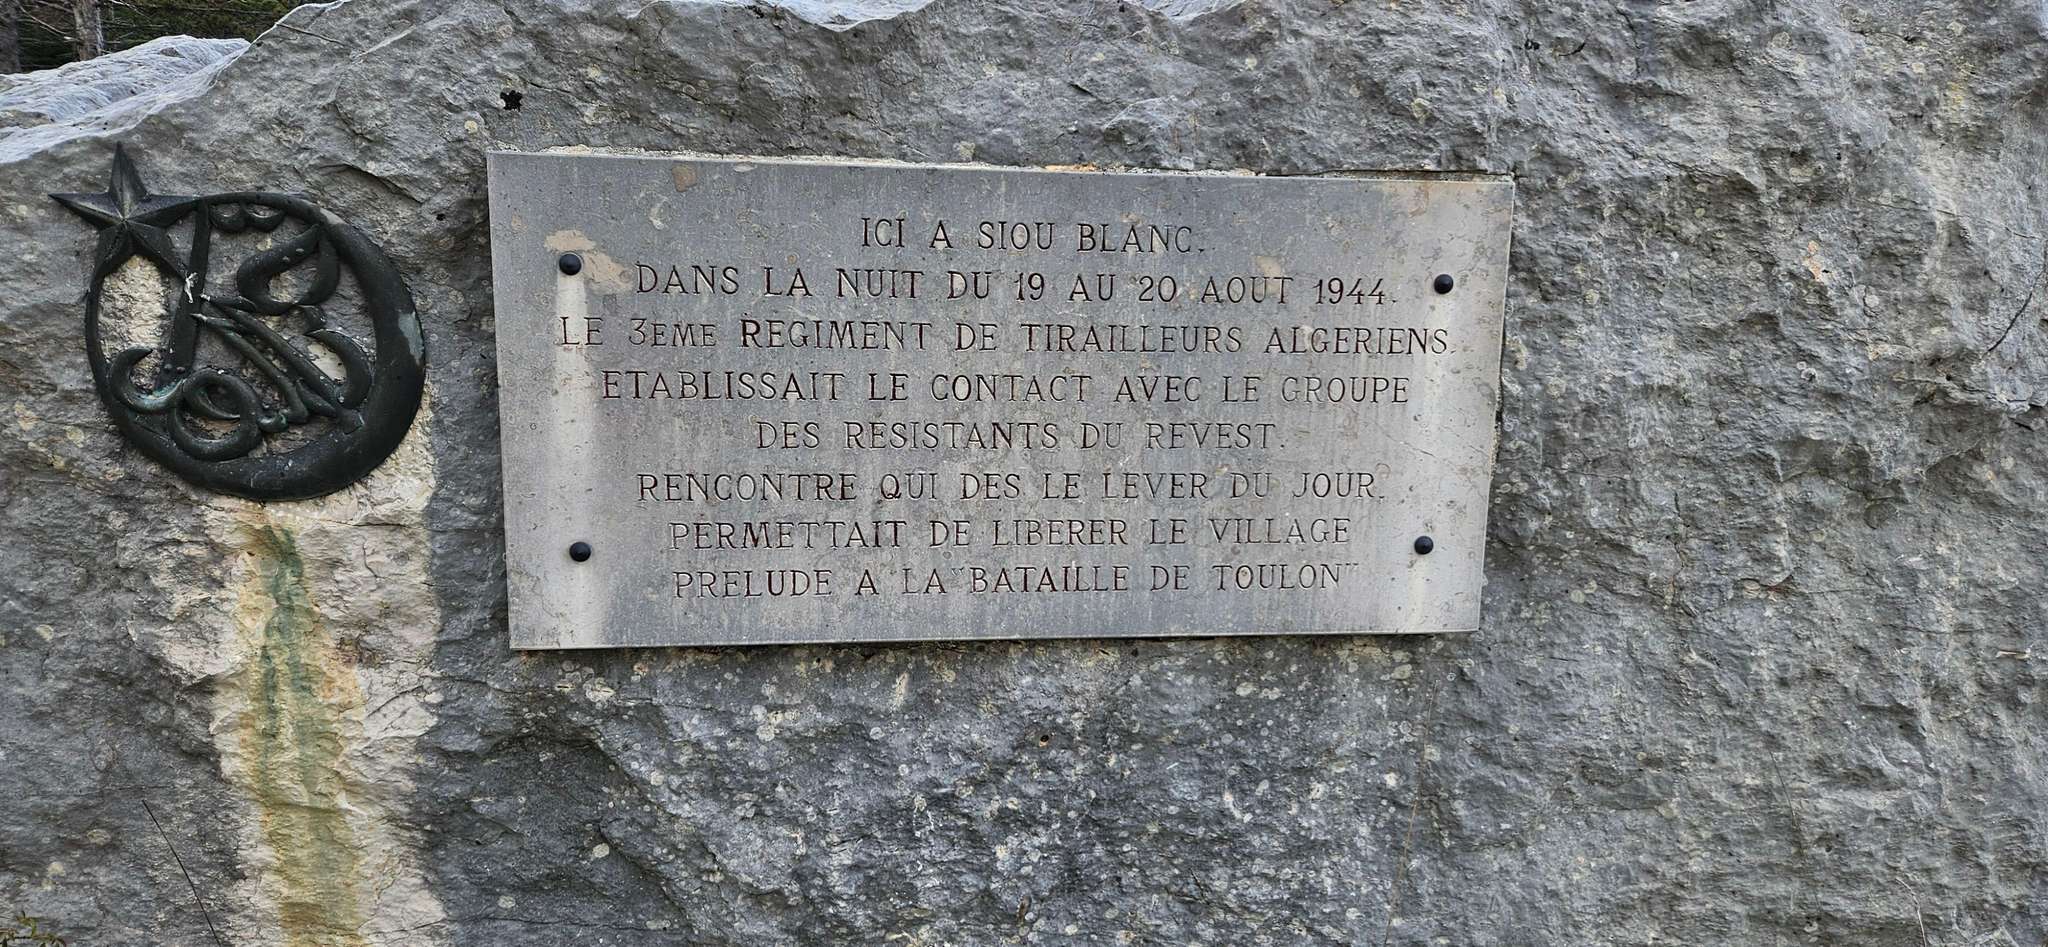 ICI A SIOU BLANC.
DANS LA NUIT DU 19 AU 20 AOUT 1944.
LE 3EME REGIMENT DE TIRAILLEURS ALGERIENS.
ETABLISSAIT LE CONTACT AVEC LE GROUPE
DES RESISTANTS DU REVEST.
RENCONTRE QUI DES LE LEVER DU JOUR.
PERMETTAIT DE LIBERER LE VILLAGE
PRELUDE A LA "BATAILLE DE TOULON"